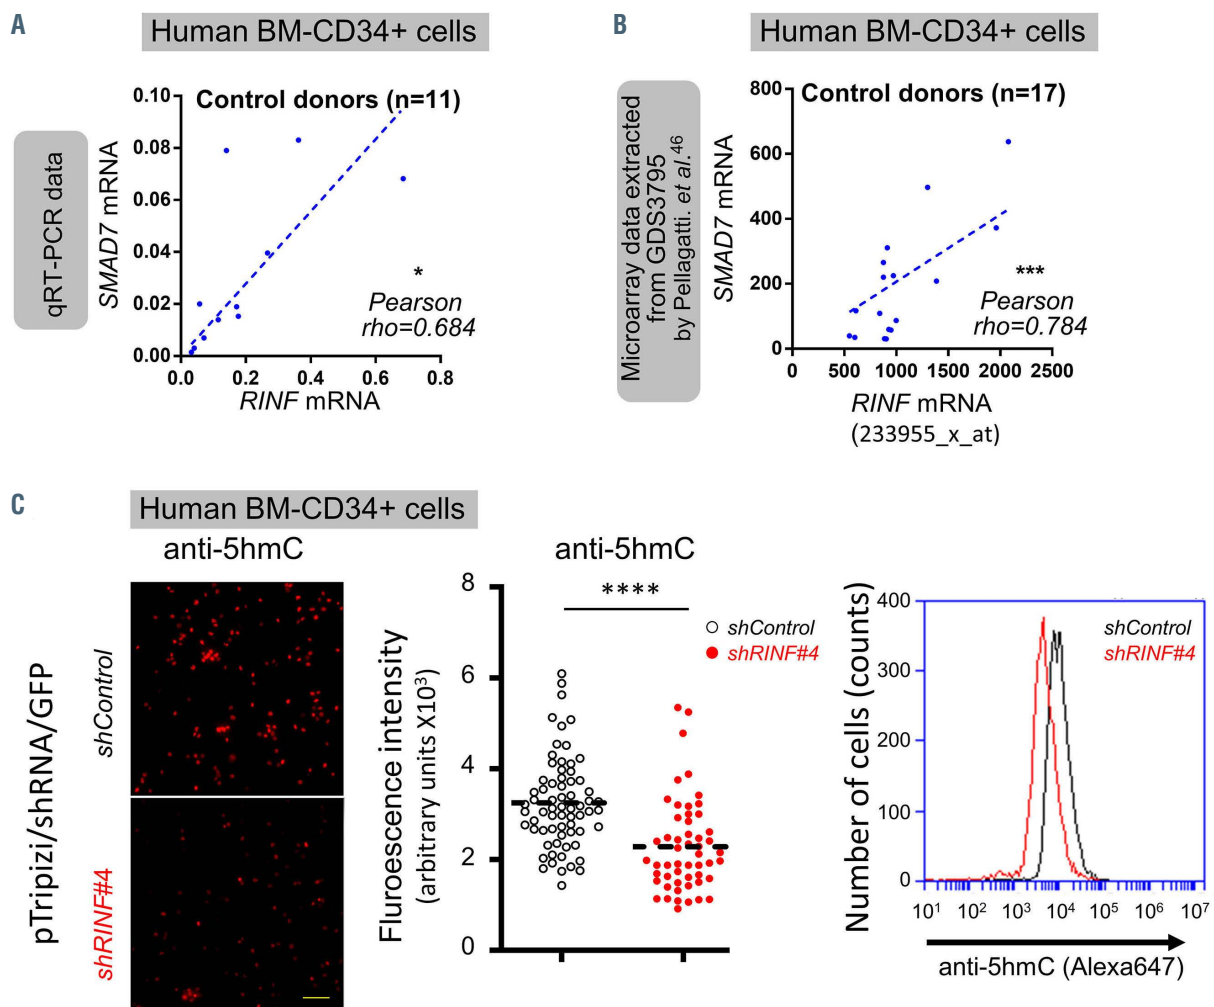 A
Human BM-CD34+ cells
qRT-PCR data
SMAD7 mRNA
0.10
0.08
0.06
0.04
0.02
0.00
Control donors (n=11)
*
Pearson
rho=0.684
0.0 0.2 0.4 0.6 0.8
RINF mRNA
B
Human BM-CD34+ cells
Microarray data extracted
from GDS3795
by Pellagatti. et al.46
SMAD7 mRNA
800
600
400
200
0
Control donors (n=17)
***
Pearson
rho=0.784
0 500 1000 1500 2000 2500
RINF mRNA
(233955_x_at)
C
Human BM-CD34+ cells
anti-5hmC
pTripizi/shRNA/GFP
shControl
shRINF#4
anti-5hmC
Fluroescence intensity
(arbitrary units X10³)
8
6
4
2
0
****
shControl
shRINF#4
Number of cells (counts)
400
300
200
100
0
shControl
shRINF#4
10¹ 10² 10³ 10⁴ 10⁵ 10⁶ 10⁷
anti-5hmC (Alexa647)